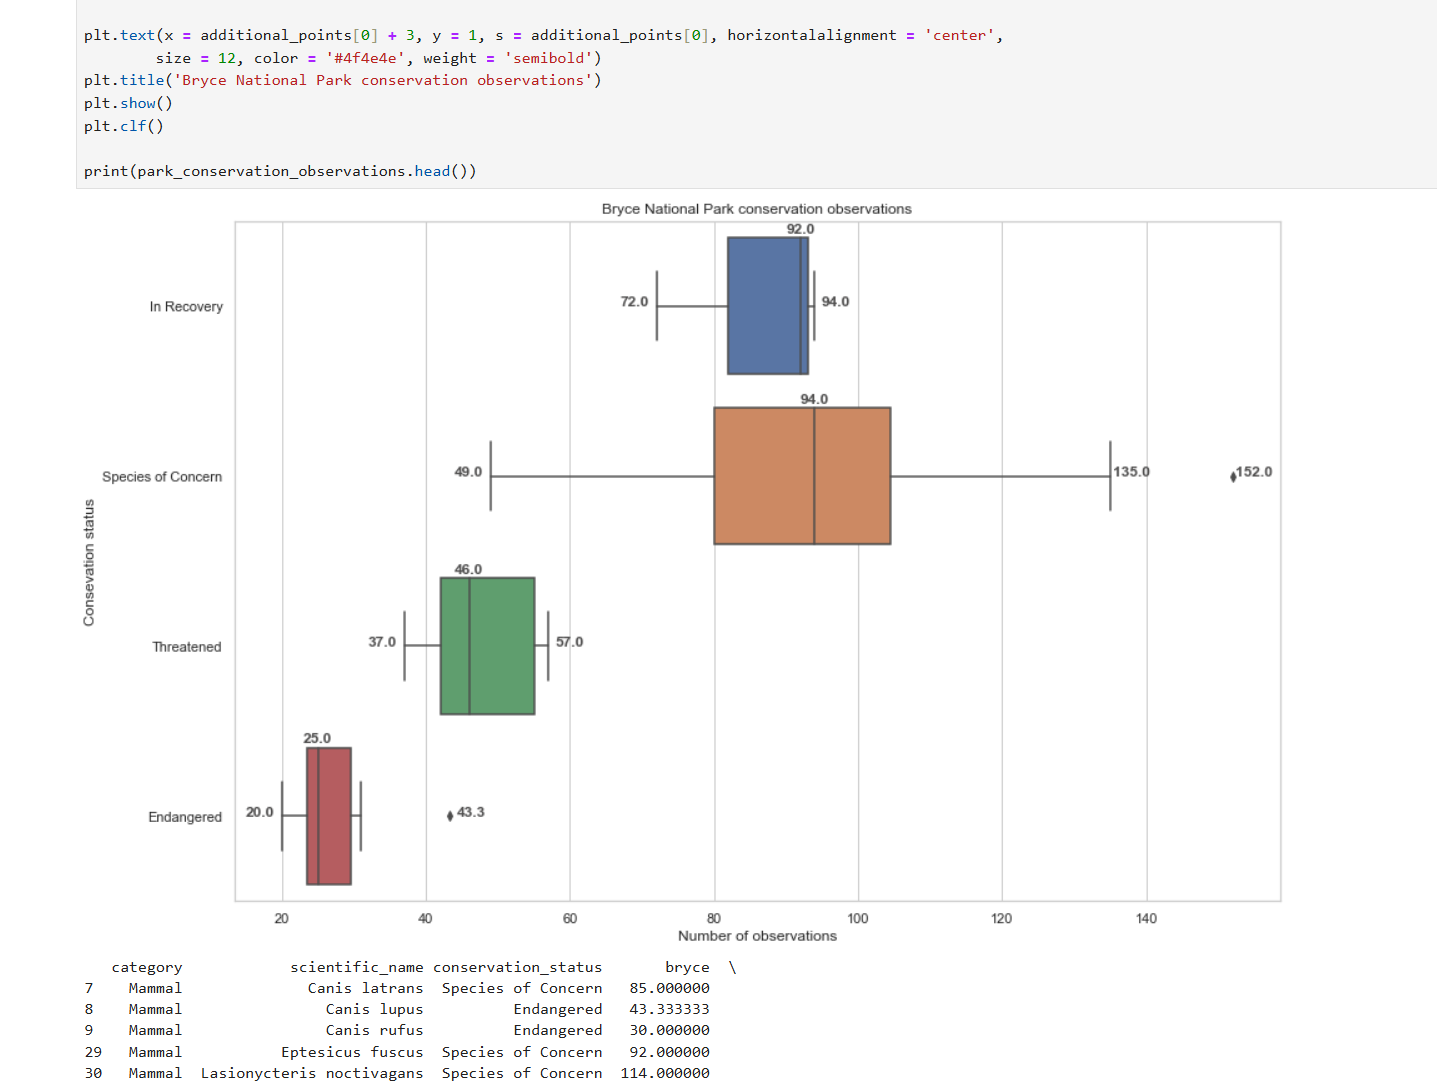 plt.text(x = additional_points[0] + 3, y = 1, s = additional_points[0], horizontalalignment = 'center',
size = 12, color = '#4f4e4e', weight = 'semibold')
plt.title('Bryce National Park conservation observations')
plt.show()
plt.clf()
print(park_conservation_observations.head())
Bryce National Park conservation observations
92.0
In Recovery
72.0
94.0
94.0
Species of Concern
49.0
135.0
152.0
Consevation status
46.0
Threatened
37.0
57.0
25.0
Endangered
20.0
43.3
20 40 60 80 100 120 140
Number of observations
category scientific_name conservation_status bryce \
7 Mammal Canis latrans Species of Concern 85.000000
8 Mammal Canis lupus Endangered 43.333333
9 Mammal Canis rufus Endangered 30.000000
29 Mammal Eptesicus fuscus Species of Concern 92.000000
30 Mammal Lasionycteris noctivagans Species of Concern 114.000000